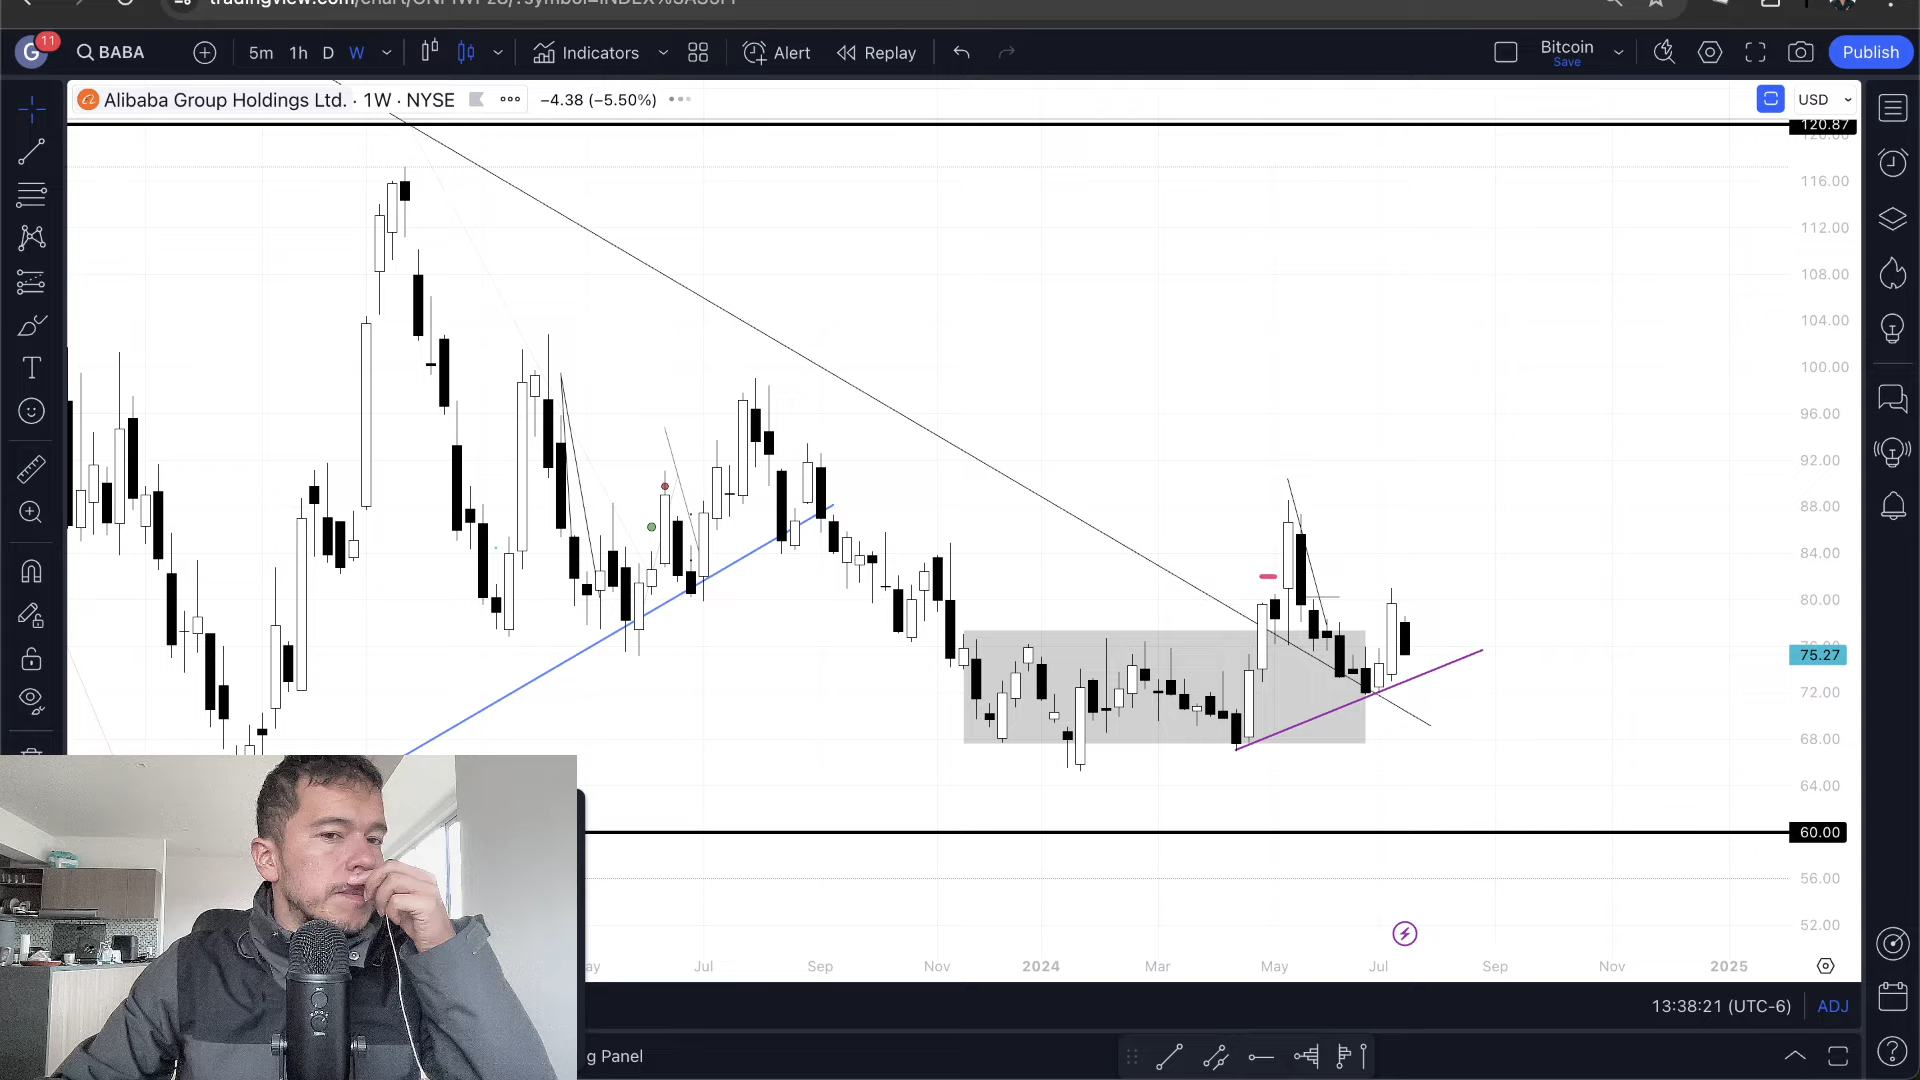 G
11
BABA
5m
1h
D
W
Indicators
Alert
Replay
Bitcoin
Save
Publish
Alibaba Group Holdings Ltd. · 1W · NYSE
−4.38 (−5.50%)
USD
120.87
116.00
112.00
108.00
104.00
100.00
96.00
92.00
88.00
84.00
80.00
75.27
72.00
68.00
64.00
60.00
56.00
52.00
ay
Jul
Sep
Nov
2024
Mar
May
Jul
Sep
Nov
2025
13:38:21 (UTC-6)
ADJ
g Panel